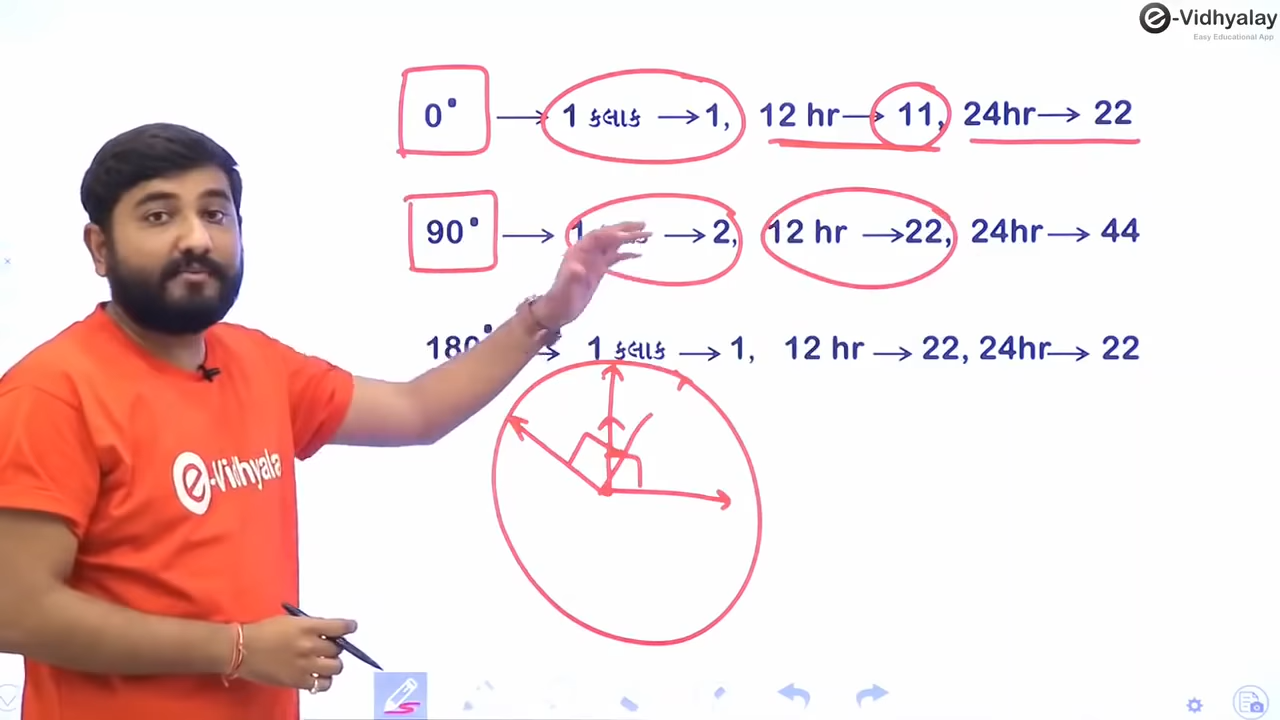 e-Vidhyalay
Easy Educational App
0° → 1 કલાક → 1, 12 hr → 11, 24hr → 22
90° → 1 → 2, 12 hr → 22, 24hr → 44
180° → 1 કલાક → 1, 12 hr → 22, 24hr → 22
e-Vidhyala